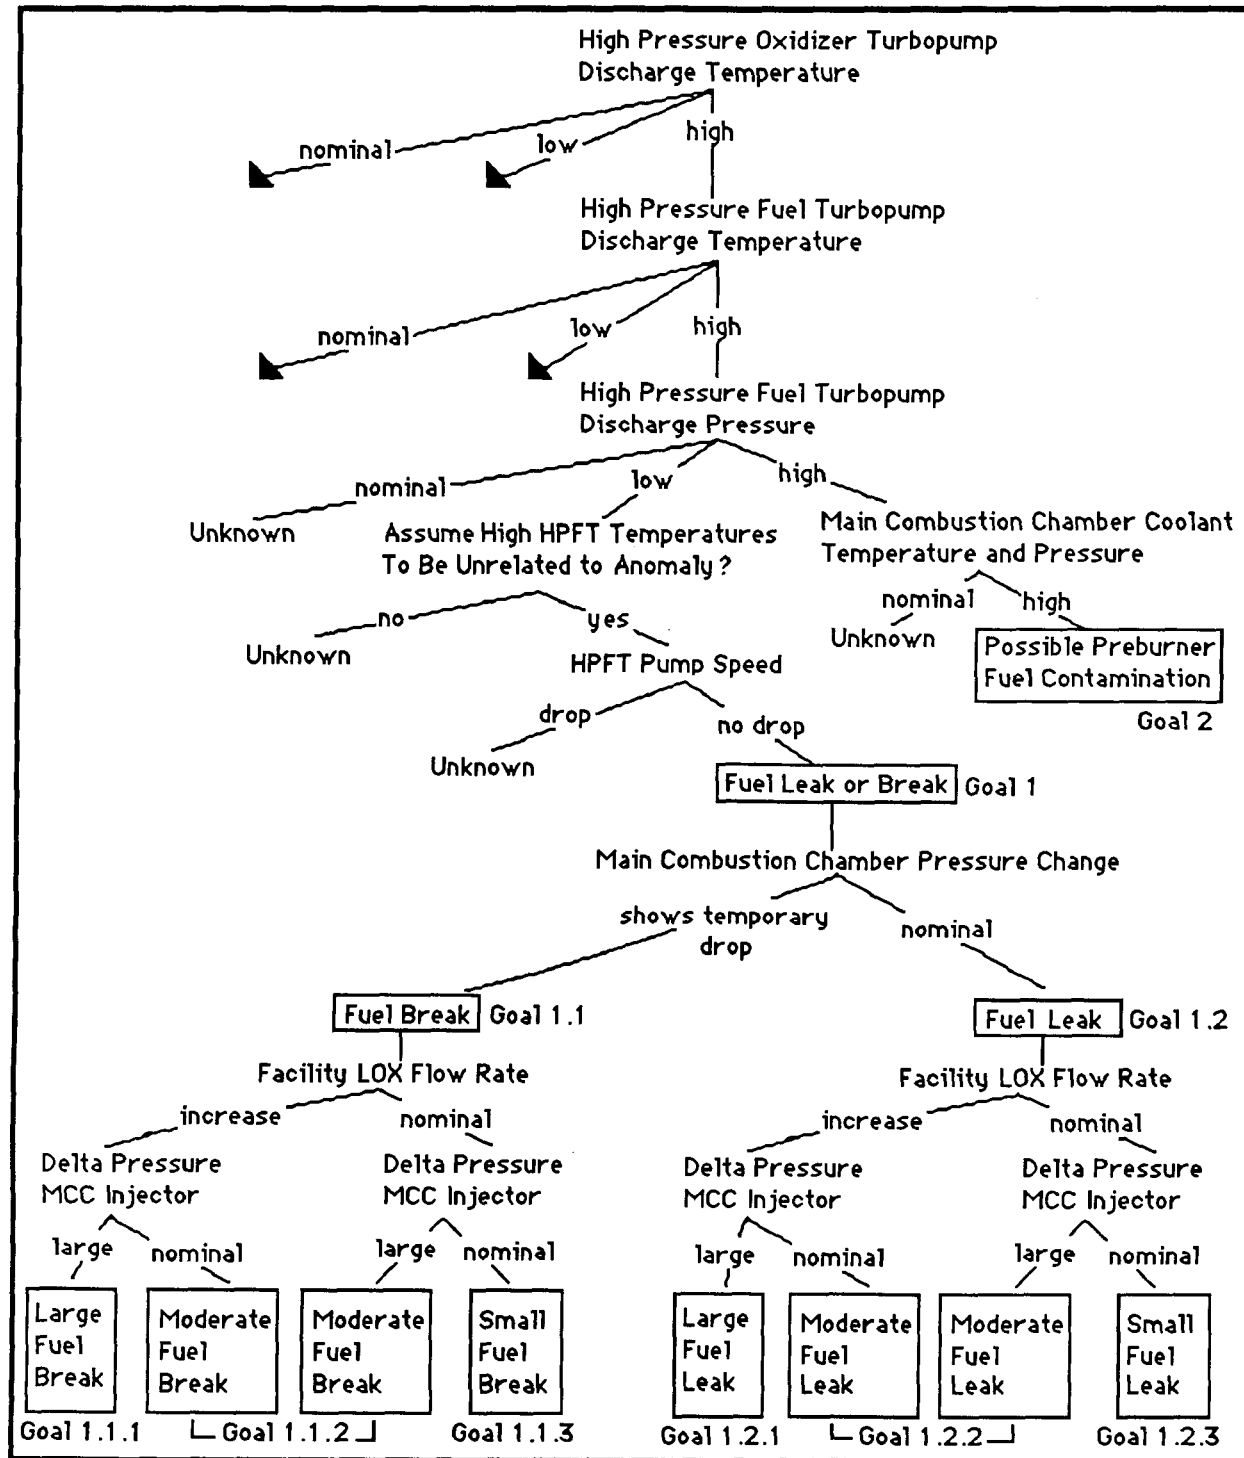 High Pressure Oxidizer Turbopump
Discharge Temperature
nominal
low
high
High Pressure Fuel Turbopump
Discharge Temperature
nominal
low
high
High Pressure Fuel Turbopump
Discharge Pressure
nominal
low
high
Unknown
Assume High HPFT Temperatures
To Be Unrelated to Anomaly?
Main Combustion Chamber Coolant
Temperature and Pressure
no
yes
nominal
high
Unknown
Unknown
HPFT Pump Speed
Possible Preburner
Fuel Contamination
Goal 2
drop
no drop
Unknown
Fuel Leak or Break
Goal 1
Main Combustion Chamber Pressure Change
shows temporary
drop
nominal
Fuel Break
Goal 1.1
Fuel Leak
Goal 1.2
Facility LOX Flow Rate
increase
nominal
Facility LOX Flow Rate
increase
nominal
Delta Pressure
MCC Injector
Delta Pressure
MCC Injector
Delta Pressure
MCC Injector
Delta Pressure
MCC Injector
large
nominal
large
nominal
large
nominal
large
nominal
Large
Fuel
Break
Moderate
Fuel
Break
Moderate
Fuel
Break
Small
Fuel
Break
Large
Fuel
Leak
Moderate
Fuel
Leak
Moderate
Fuel
Leak
Small
Fuel
Leak
Goal 1.1.1
Goal 1.1.2
Goal 1.1.3
Goal 1.2.1
Goal 1.2.2
Goal 1.2.3